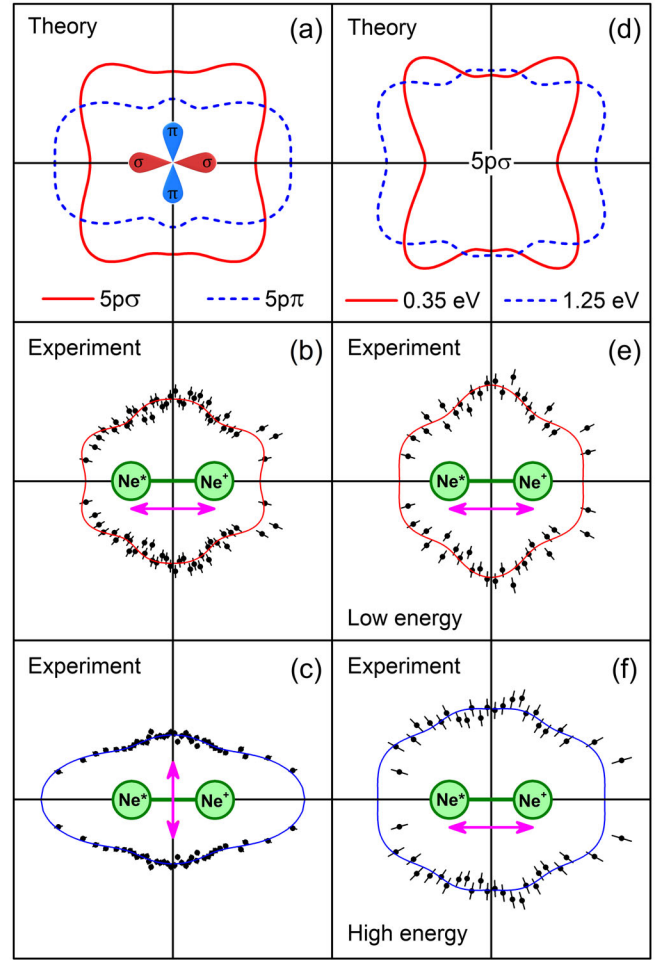 Theory
(a)
π
σ
σ
π
5pσ
5pπ
Theory
(d)
5pσ
0.35 eV
1.25 eV
Experiment
(b)
Ne*
Ne+
Experiment
(e)
Ne*
Ne+
Low energy
Experiment
(c)
Ne*
Ne+
Experiment
(f)
Ne*
Ne+
High energy